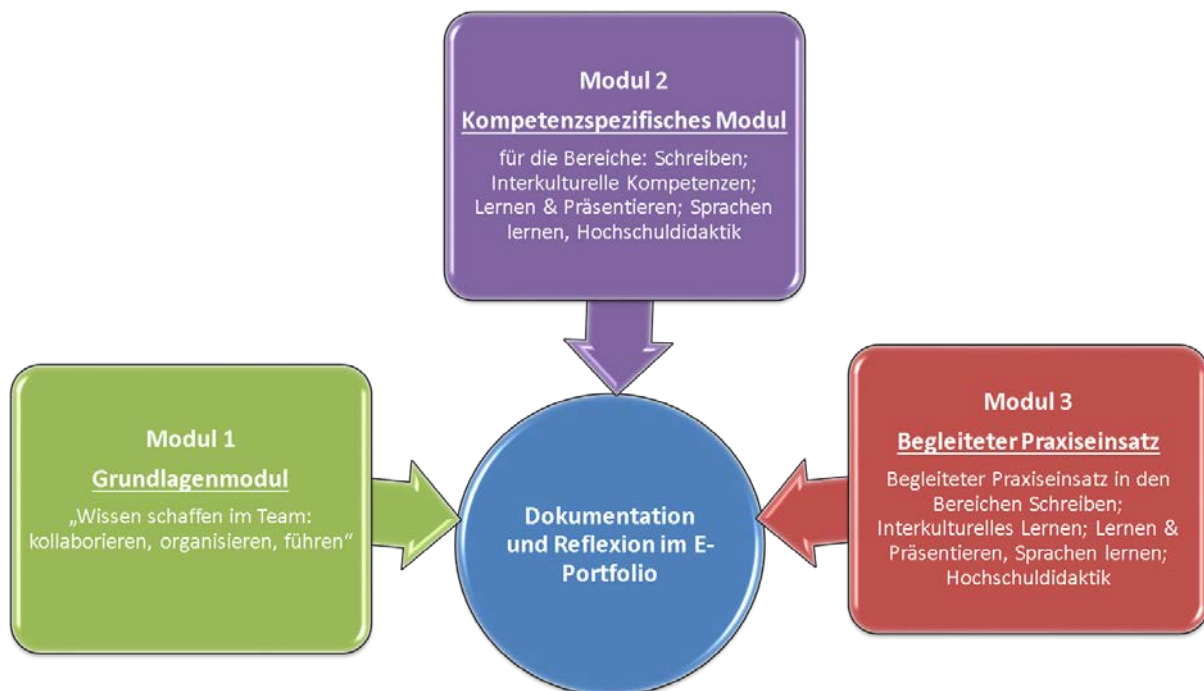 Modul 2
Kompetenzspezifisches Modul
für die Bereiche: Schreiben;
Interkulturelle Kompetenzen;
Lernen & Präsentieren; Sprachen
lernen, Hochschuldidaktik
Modul 1
Grundlagenmodul
„Wissen schaffen im Team:
kollaborieren, organisieren, führen“
Dokumentation
und Reflexion im E-
Portfolio
Modul 3
Begleiteter Praxiseinsatz
Begleiteter Praxiseinsatz in den
Bereichen Schreiben;
Interkulturelles Lernen; Lernen &
Präsentieren, Sprachen lernen;
Hochschuldidaktik